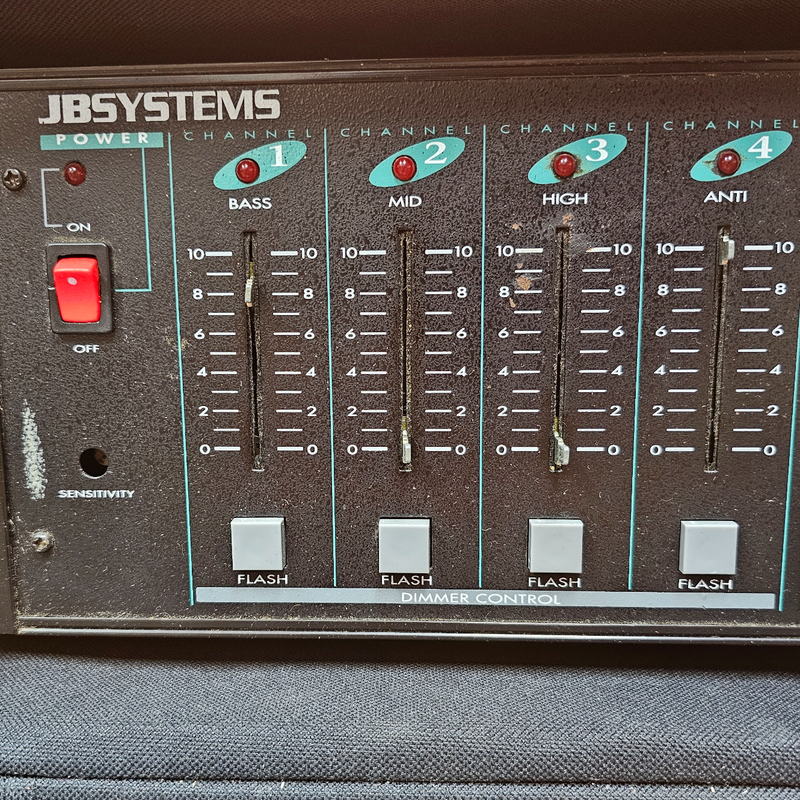 JBSYSTEMS
POWER
CHANNEL CHANNEL CHANNEL CHANNEL
1 2 3 4
BASS MID HIGH ANTI
ON
10 10 10 10 10 10 10 10
8 8 8 8 8 8 8 8
OFF
6 6 6 6 6 6 6 6
4 4 4 4 4 4 4 4
2 2 2 2 2 2 2 2
0 0 0 0 0 0 0 0
SENSITIVITY
FLASH FLASH FLASH FLASH
DIMMER CONTROL